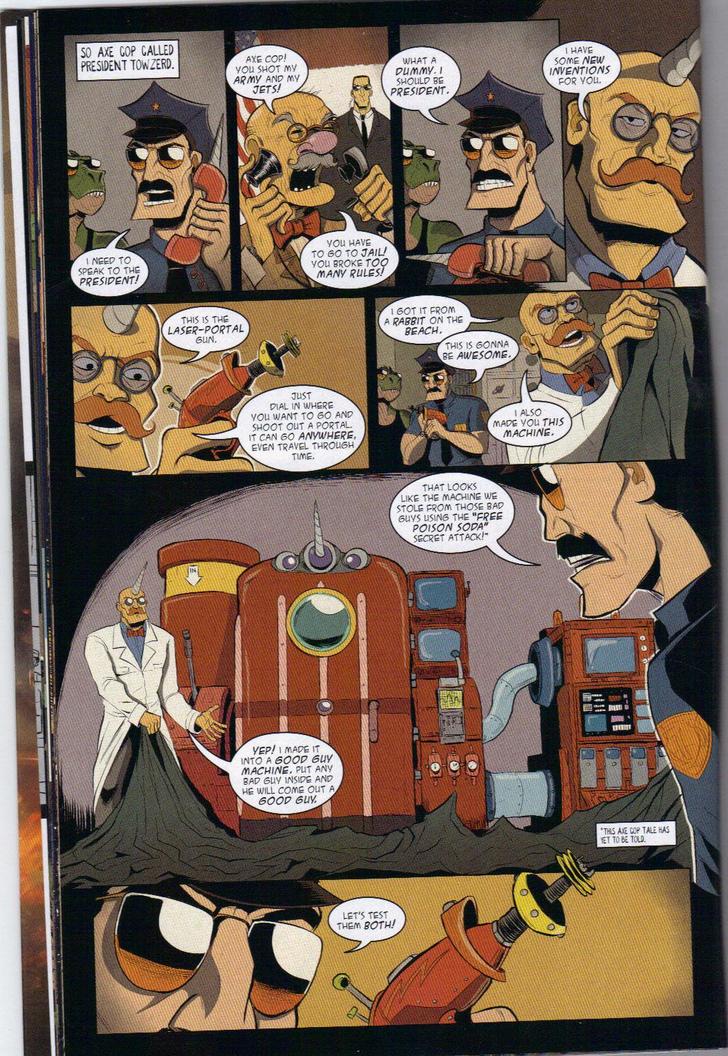 SO AXE COP CALLED
PRESIDENT TOWZERD.
I NEED TO
SPEAK TO THE
PRESIDENT!
AXE COP!
YOU SHOT MY
ARMY AND MY
JETS!
YOU HAVE
TO GO TO JAIL!
YOU BROKE TOO
MANY RULES!
WHAT A
DUMMY. I
SHOULD BE
PRESIDENT.
I HAVE
SOME NEW
INVENTIONS
FOR YOU.
THIS IS THE
LASER-PORTAL
GUN.
JUST
DIAL IN WHERE
YOU WANT TO GO AND
SHOOT OUT A PORTAL.
IT CAN GO ANYWHERE,
EVEN TRAVEL THROUGH
TIME.
I GOT IT FROM
A RABBIT ON THE
BEACH.
THIS IS GONNA
BE AWESOME.
I ALSO
MADE YOU THIS
MACHINE.
THAT LOOKS
LIKE THE MACHINE WE
STOLE FROM THOSE BAD
GUYS USING THE "FREE
POISON SODA"
SECRET ATTACK!*
IN
YEP! I MADE IT
INTO A GOOD GUY
MACHINE. PUT ANY
BAD GUY INSIDE AND
HE WILL COME OUT A
GOOD GUY.
*THIS AXE COP TALE HAS
YET TO BE TOLD.
LET'S TEST
THEM BOTH!